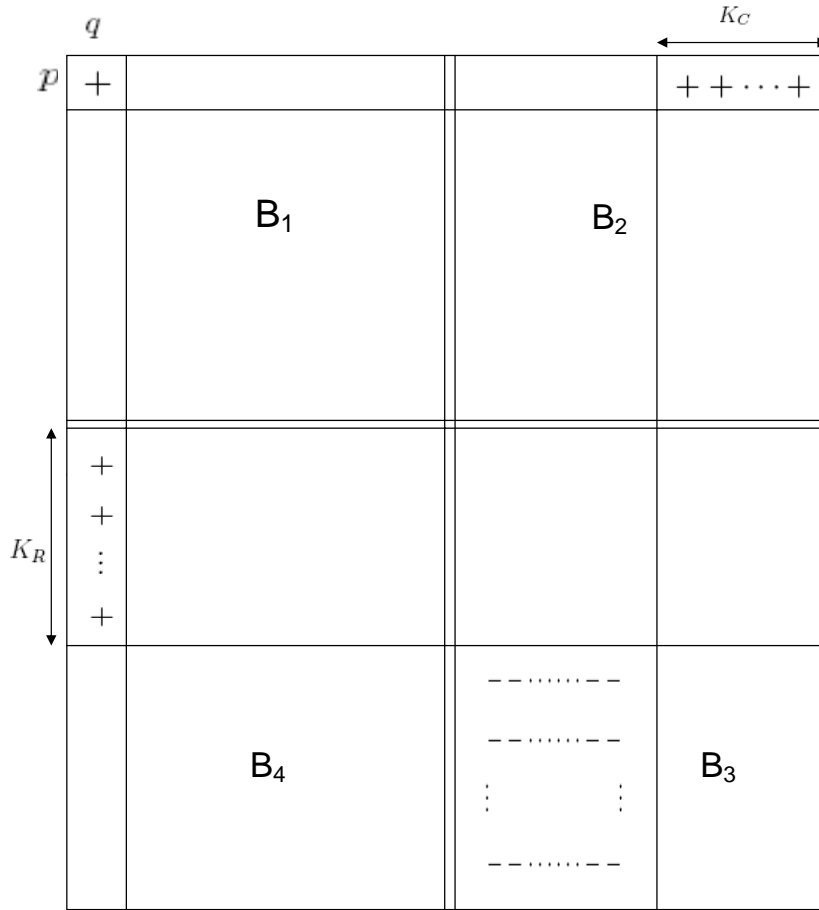 q
K_C
p + + + ⋯ +
B₁ B₂
+
+
K_R ⋮
+
− − ⋯⋯ − −
− − ⋯⋯ − −
B₄ ⋮ ⋮ B₃
− − ⋯⋯ − −